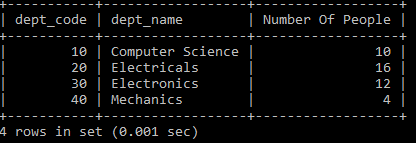 dept_code | dept_name | Number Of People |
10 | Computer Science | 10 |
20 | Electricals | 16 |
30 | Electronics | 12 |
40 | Mechanics | 4 |
4 rows in set (0.001 sec)